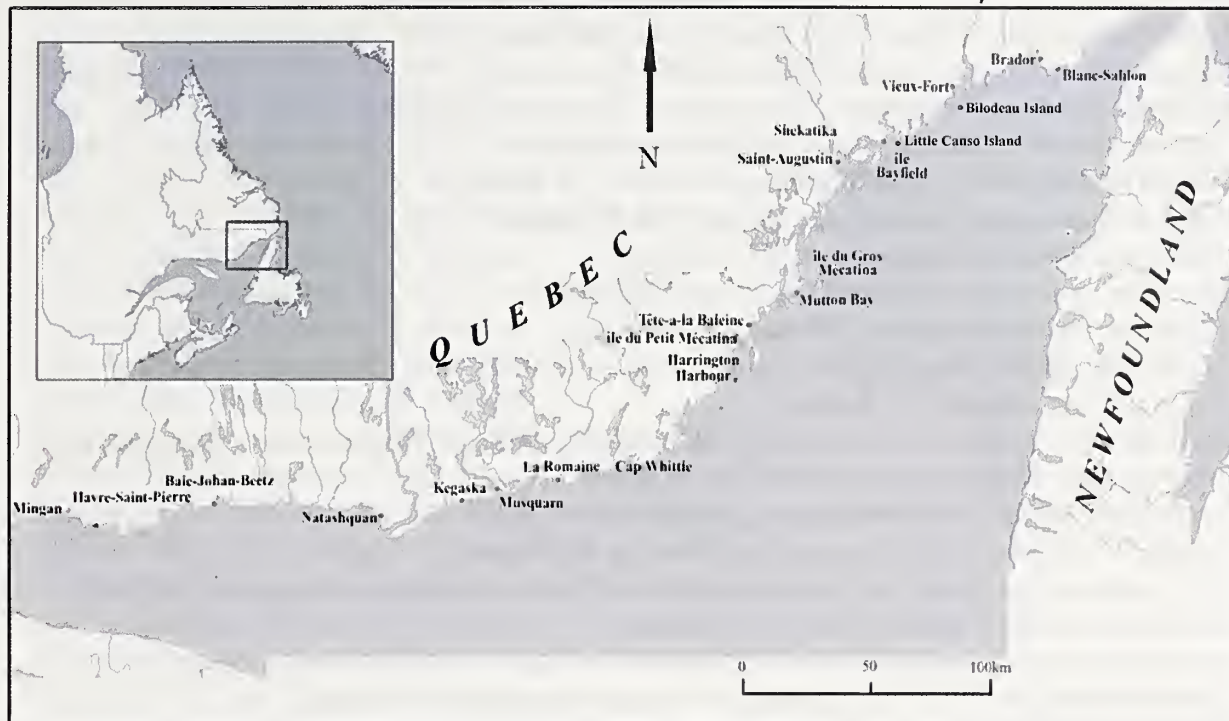 N
QUEBEC
NEWFOUNDLAND
Brador
Blanc-Sablon
Vieux-Fort
Bilodeau Island
Shekatika
Little Canso Island
Saint-Augustin
île
Bayfield
île du Gros
Mécatina
Mutton Bay
Tête-a-la Baleine
île du Petit Mécatina
Harrington
Harbour
La Romaine
Cap Whittle
Kegaska
Musquarn
Baie-Johan-Beetz
Havre-Saint-Pierre
Mingan
Natashquan
0
50
100km